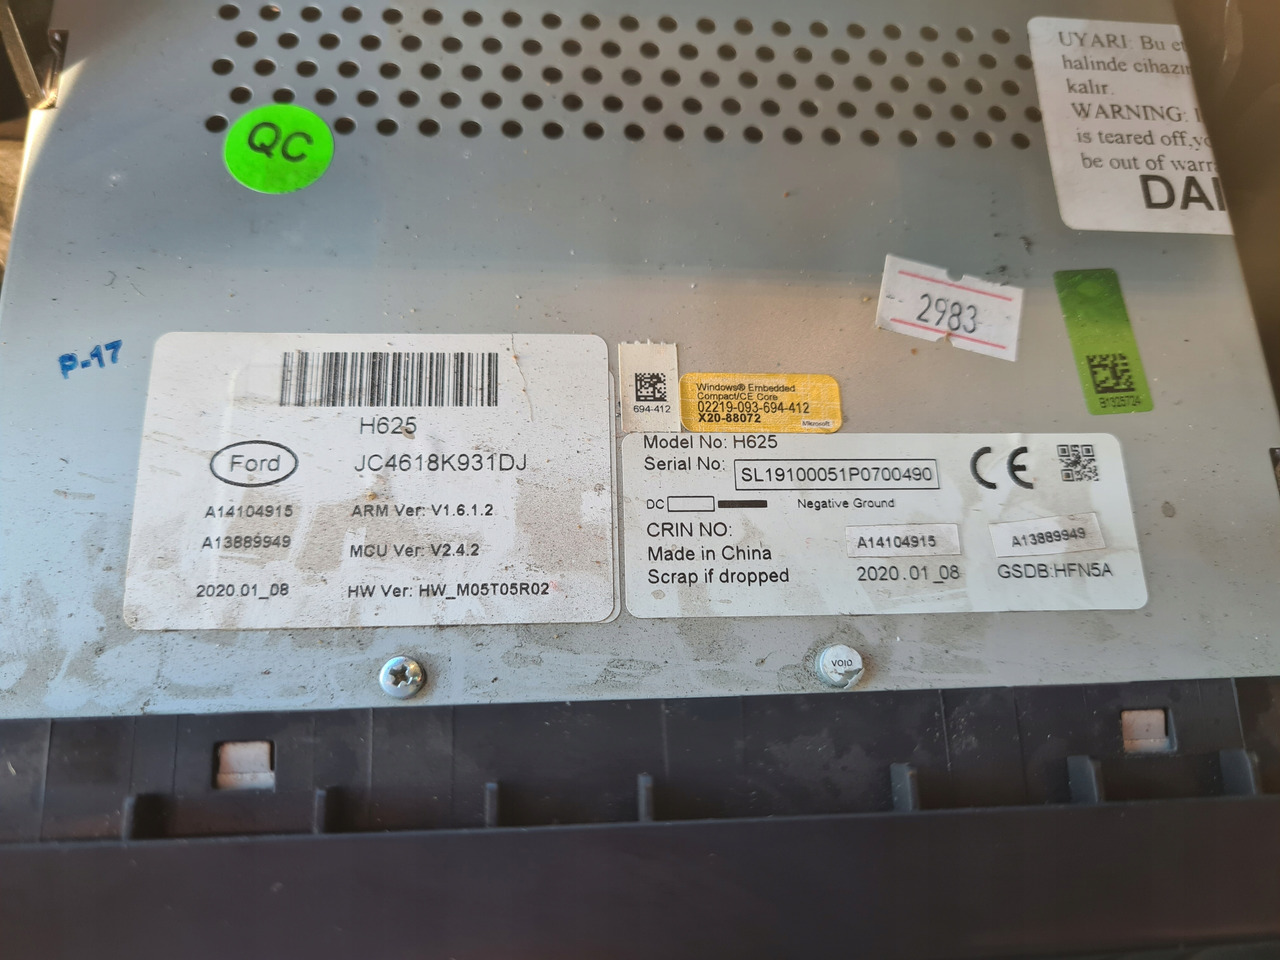 QC
UYARI: Bu
halinde cihazın
kalır.
WARNING:
is teared off,
be out of
DAI
2983
P-17
B1325724
694-412
Windows® Embedded
Compact/CE Core
02219-093-694-412
X20-88072
Microsoft
H625
Ford
JC4618K931DJ
A14104915
ARM Ver: V1.6.1.2
A13889949
MCU Ver: V2.4.2
2020.01_08
HW Ver: HW_M05T05R02
Model No: H625
Serial No: SL19100051P0700490
CE
DC
Negative Ground
CRIN NO:
A14104915
A13889949
Made in China
Scrap if dropped
2020.01_08
GSDB:HFN5A
VOID